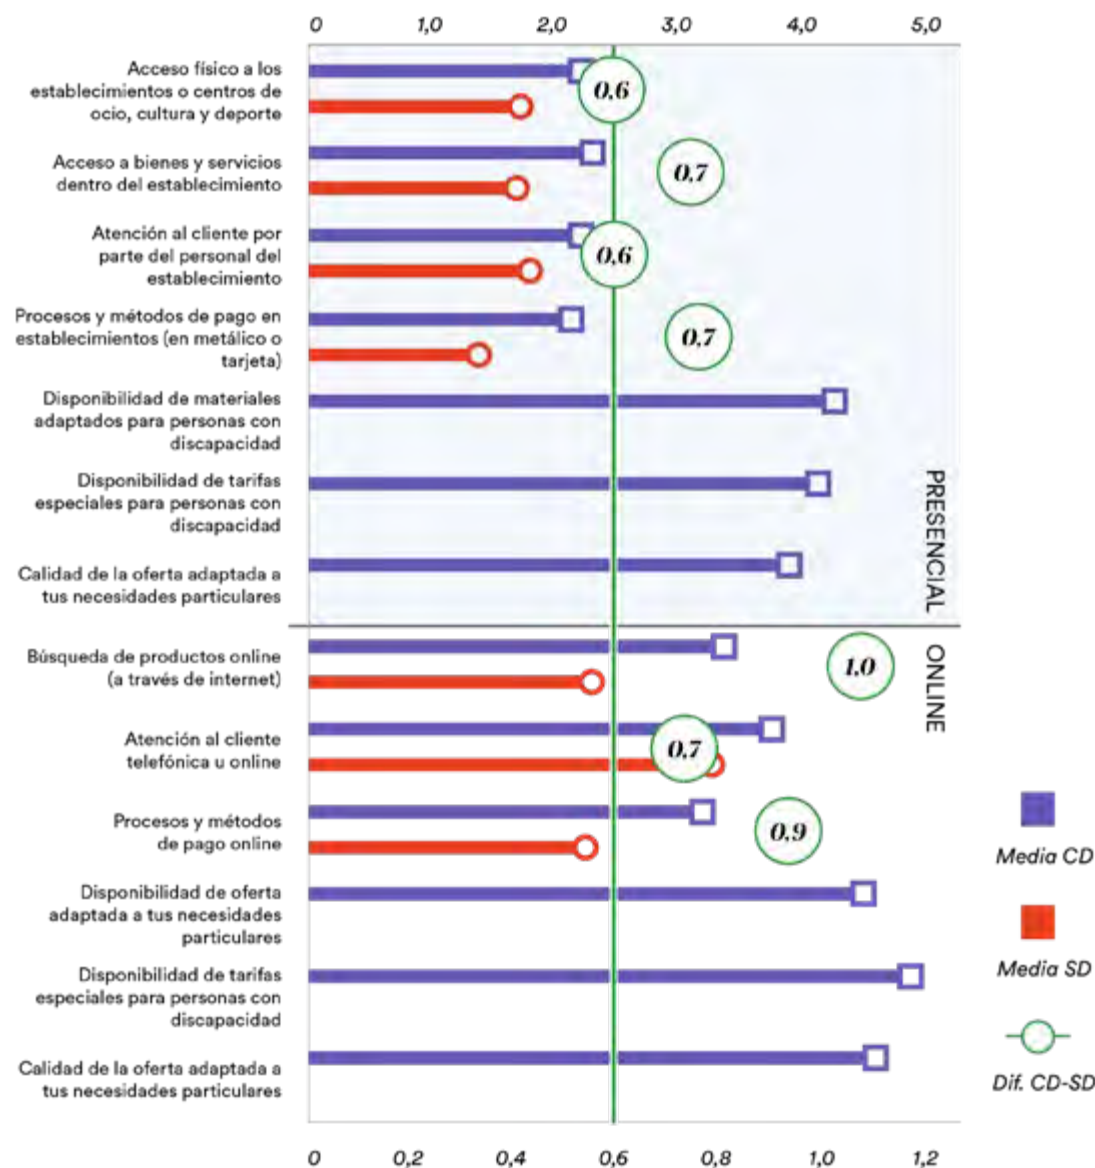 0 1,0 2,0 3,0 4,0 5,0
Acceso físico a los
establecimientos o centros de
ocio, cultura y deporte
0,6
Acceso a bienes y servicios
dentro del establecimiento
0,7
Atención al cliente por
parte del personal del
establecimiento
0,6
Procesos y métodos de pago en
establecimientos (en metálico o
tarjeta)
0,7
Disponibilidad de materiales
adaptados para personas con
discapacidad
Disponibilidad de tarifas
especiales para personas con
discapacidad
Calidad de la oferta adaptada a
tus necesidades particulares
PRESENCIAL
Búsqueda de productos online
(a través de internet)
1,0
ONLINE
Atención al cliente
telefónica u online
0,7
Procesos y métodos
de pago online
0,9
Disponibilidad de oferta
adaptada a tus necesidades
particulares
Disponibilidad de tarifas
especiales para personas con
discapacidad
Calidad de la oferta adaptada a
tus necesidades particulares
Media CD
Media SD
Dif. CD-SD
0 0,2 0,4 0,6 0,8 1,0 1,2